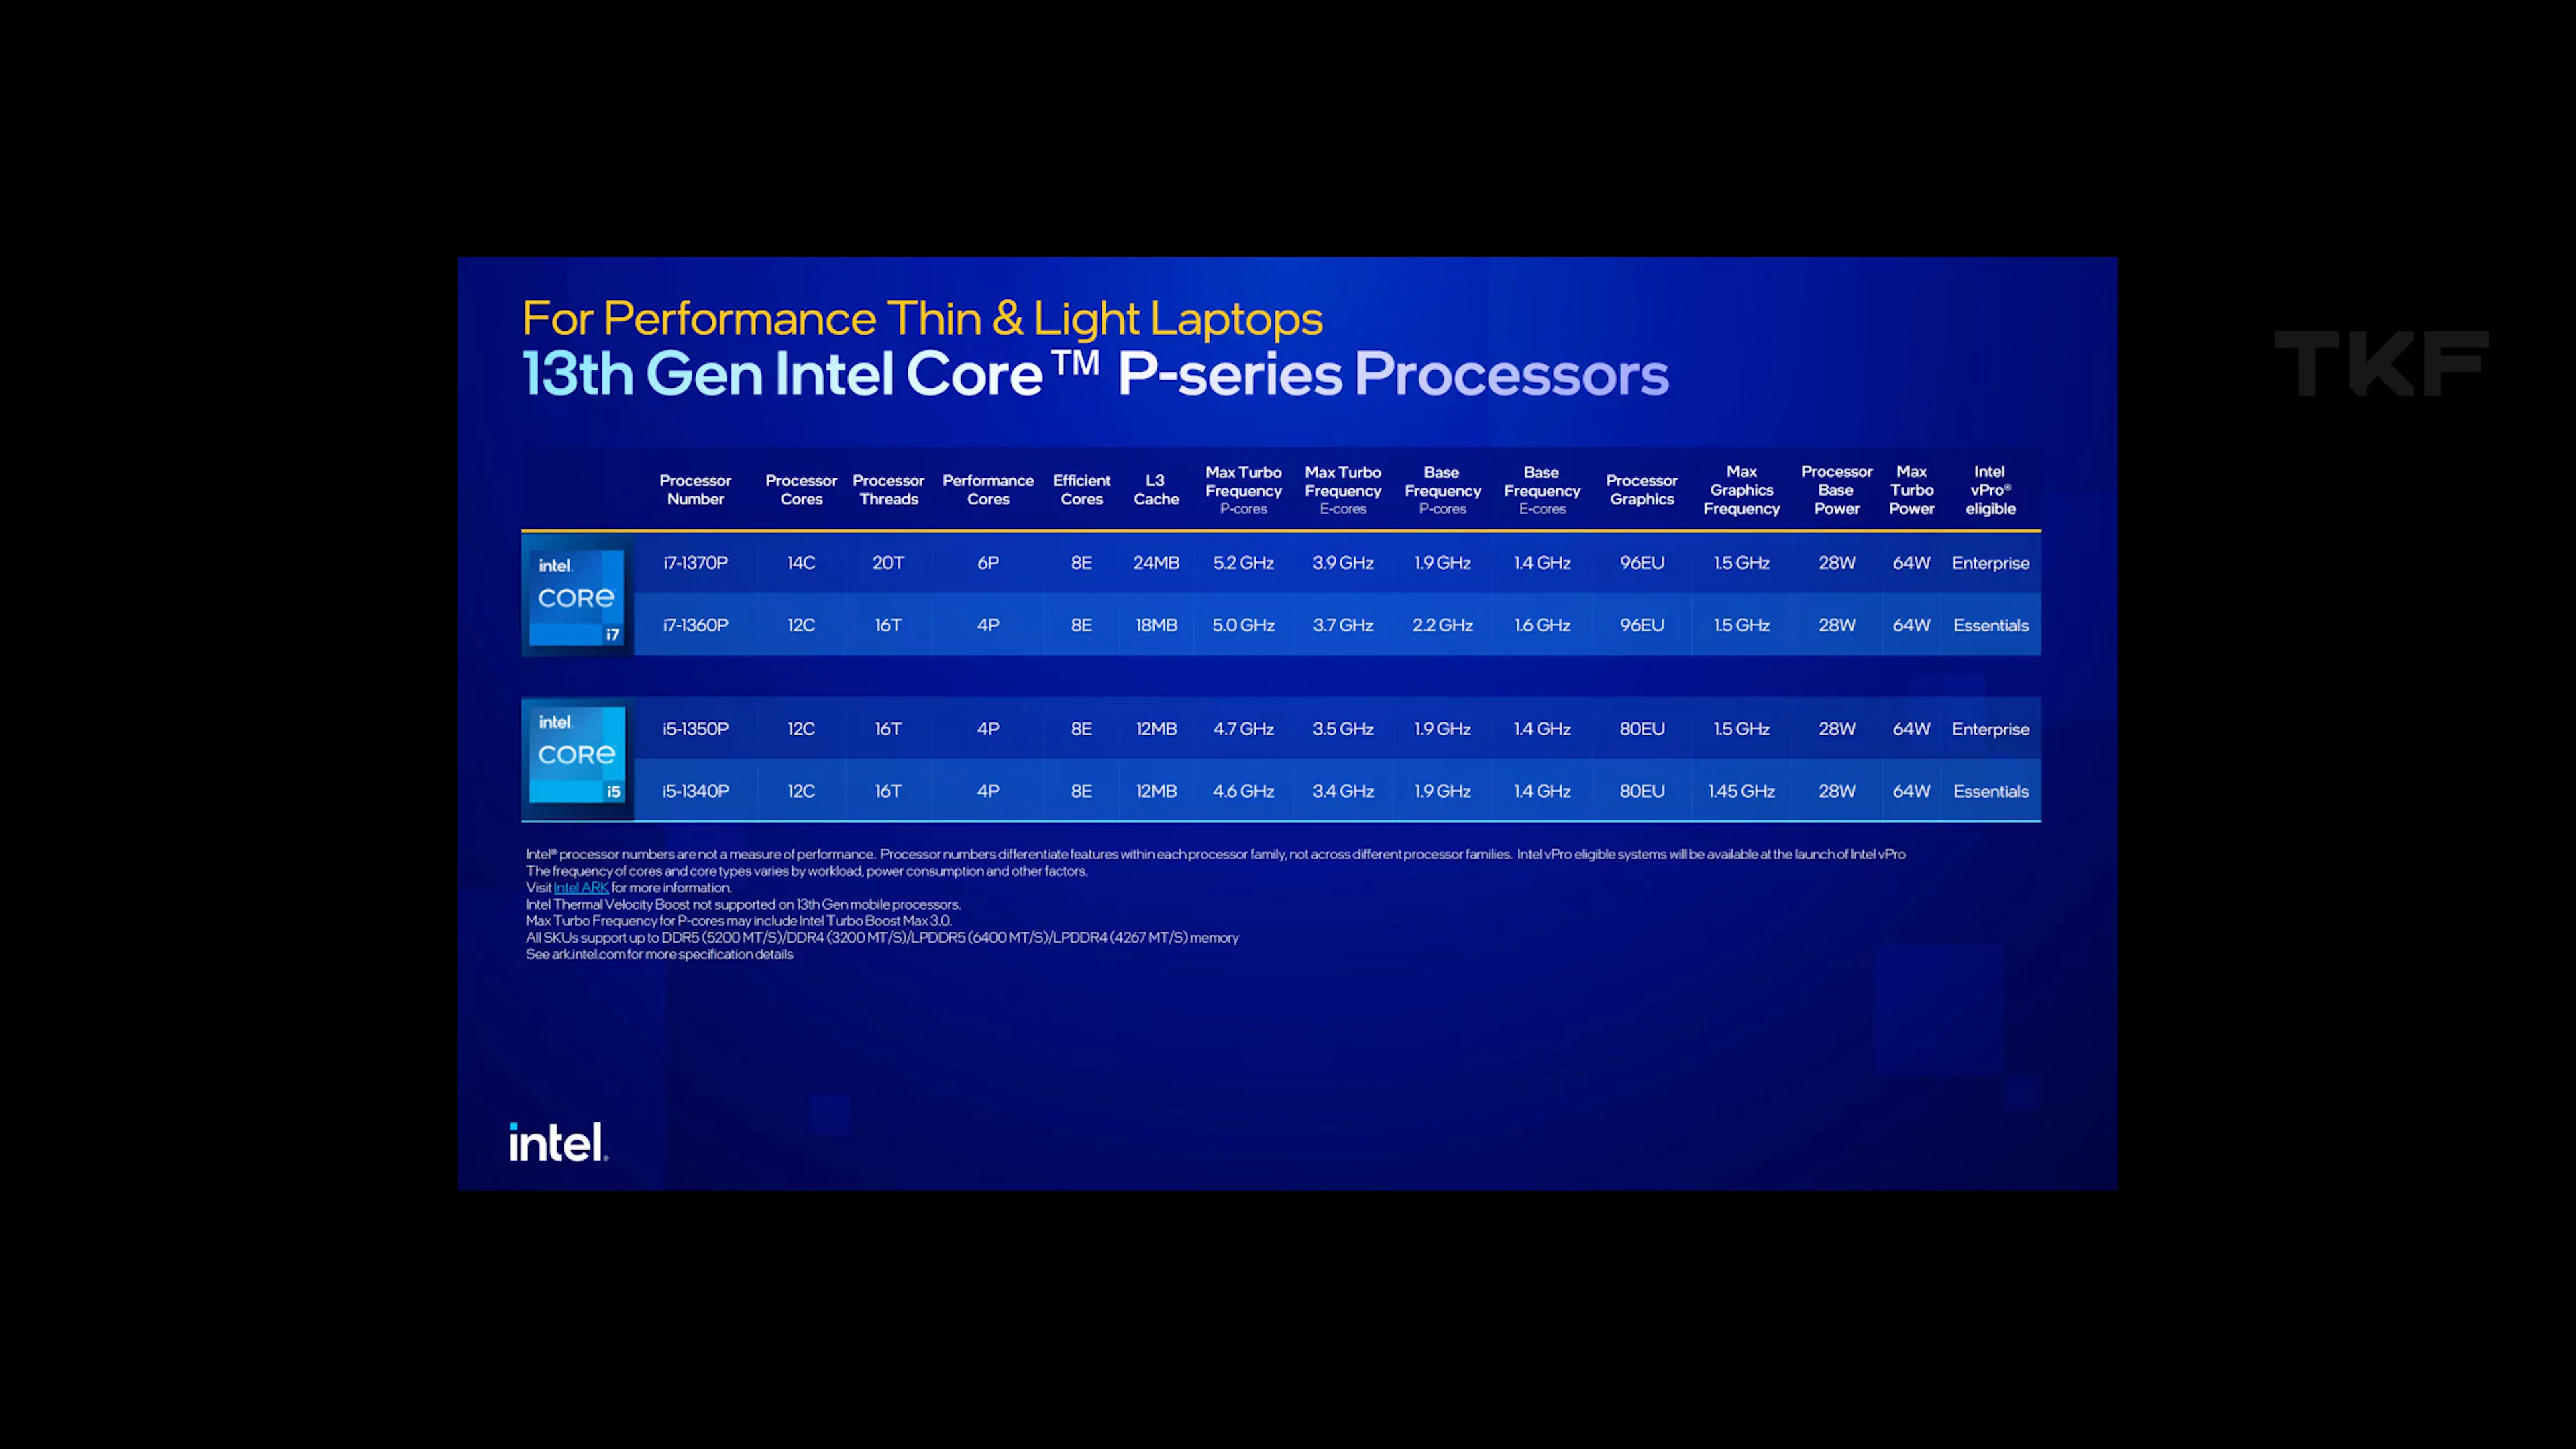 For Performance Thin & Light Laptops
13th Gen Intel Core™ P-series Processors
TKF
Processor Number Processor Cores Processor Threads Performance Cores Efficient Cores L3 Cache Max Turbo Frequency P-cores Max Turbo Frequency E-cores Base Frequency P-cores Base Frequency E-cores Processor Graphics Max Graphics Frequency Processor Base Power Max Turbo Power Intel vPro® eligible
intel CORE i7
i7-1370P 14C 20T 6P 8E 24MB 5.2 GHz 3.9 GHz 1.9 GHz 1.4 GHz 96EU 1.5 GHz 28W 64W Enterprise
i7-1360P 12C 16T 4P 8E 18MB 5.0 GHz 3.7 GHz 2.2 GHz 1.6 GHz 96EU 1.5 GHz 28W 64W Essentials
intel CORE i5
i5-1350P 12C 16T 4P 8E 12MB 4.7 GHz 3.5 GHz 1.9 GHz 1.4 GHz 80EU 1.5 GHz 28W 64W Enterprise
i5-1340P 12C 16T 4P 8E 12MB 4.6 GHz 3.4 GHz 1.9 GHz 1.4 GHz 80EU 1.45 GHz 28W 64W Essentials
Intel® processor numbers are not a measure of performance. Processor numbers differentiate features within each processor family, not across different processor families. Intel vPro eligible systems will be available at the launch of Intel vPro
The frequency of cores and core types varies by workload, power consumption and other factors.
Visit Intel ARK for more information.
Intel Thermal Velocity Boost not supported on 13th Gen mobile processors.
Max Turbo Frequency for P-cores may include Intel Turbo Boost Max 3.0.
All SKUs support up to DDR5 (5200 MT/S)/DDR4 (3200 MT/S)/LPDDR5 (6400 MT/S)/LPDDR4 (4267 MT/S) memory
See ark.intel.com for more specification details
intel.